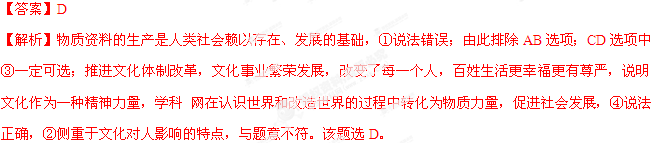 【答案】D
【解析】物质资料的生产是人类社会赖以存在、发展的基础，①说法错误；由此排除 AB 选项；CD 选项中
③一定可选；推进文化体制改革，文化事业繁荣发展，改变了每一个人，百姓生活更幸福更有尊严，说明
文化作为一种精神力量，学科 网在认识世界和改造世界的过程中转化为物质力量，促进社会发展，④说法
正确，②侧重于文化对人影响的特点，与题意不符。该题选 D。